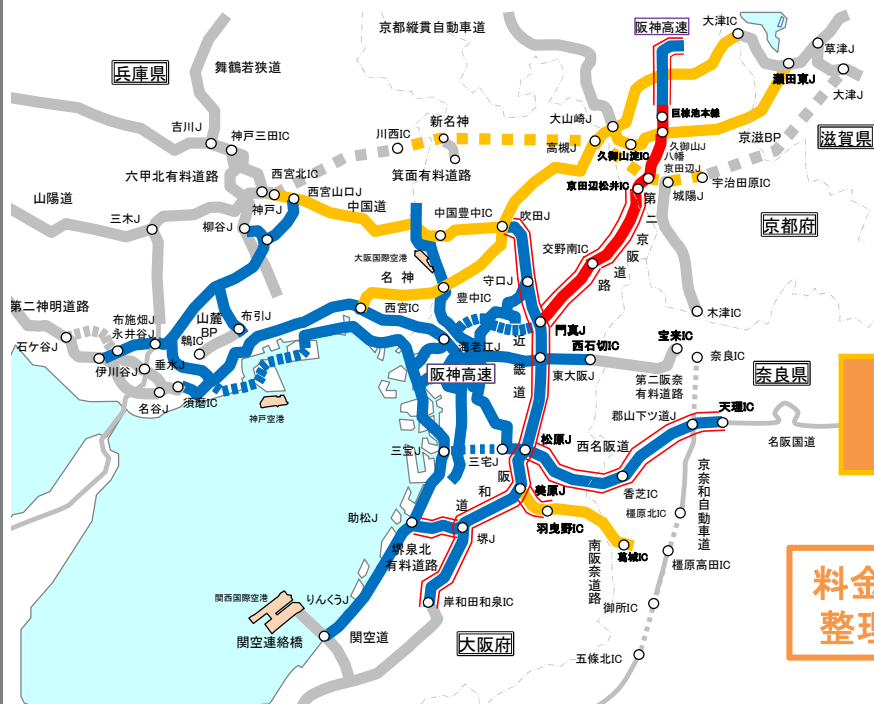 京都縦貫自動車道
阪神高速
大津IC
草津J
兵庫県
舞鶴若狭道
瀬田東J
大津J
吉川J
神戸三田IC
川西IC
新名神
大山崎J
巨椋池本線
高槻J
久御山淀IC
久御山J
八幡
京田辺J
京滋BP
滋賀県
六甲北有料道路
西宮北IC
箕面有料道路
京田辺松井IC
城陽J
宇治田原IC
山陽道
神戸J
西宮山口J
中国道
中国豊中IC
吹田J
第二京阪道路
京都府
三木J
柳谷J
大阪国際空港
交野南IC
名神
守口J
第二神明道路
布施畑J
永井谷J
山麓
BP
布引J
西宮IC
豊中IC
木津IC
石ケ谷J
鵯IC
門真J
近畿道
西石切IC
宝来IC
伊川谷J
垂水J
海老江J
東大阪J
奈良IC
阪神高速
第二阪奈
有料道路
奈良県
名谷J
須磨IC
神戸空港
郡山下ツ道J
天理IC
三宝J
三宅J
松原J
西名阪道
名阪国道
阪和道
美原J
香芝IC
京奈和自動車道
橿原北IC
助松J
堺泉北
有料道路
堺J
羽曳野IC
葛城IC
南阪奈道路
橿原高田IC
料金
整理
関西国際空港
りんくうJ
岸和田和泉IC
御所IC
関空連絡橋
関空道
大阪府
五條北IC